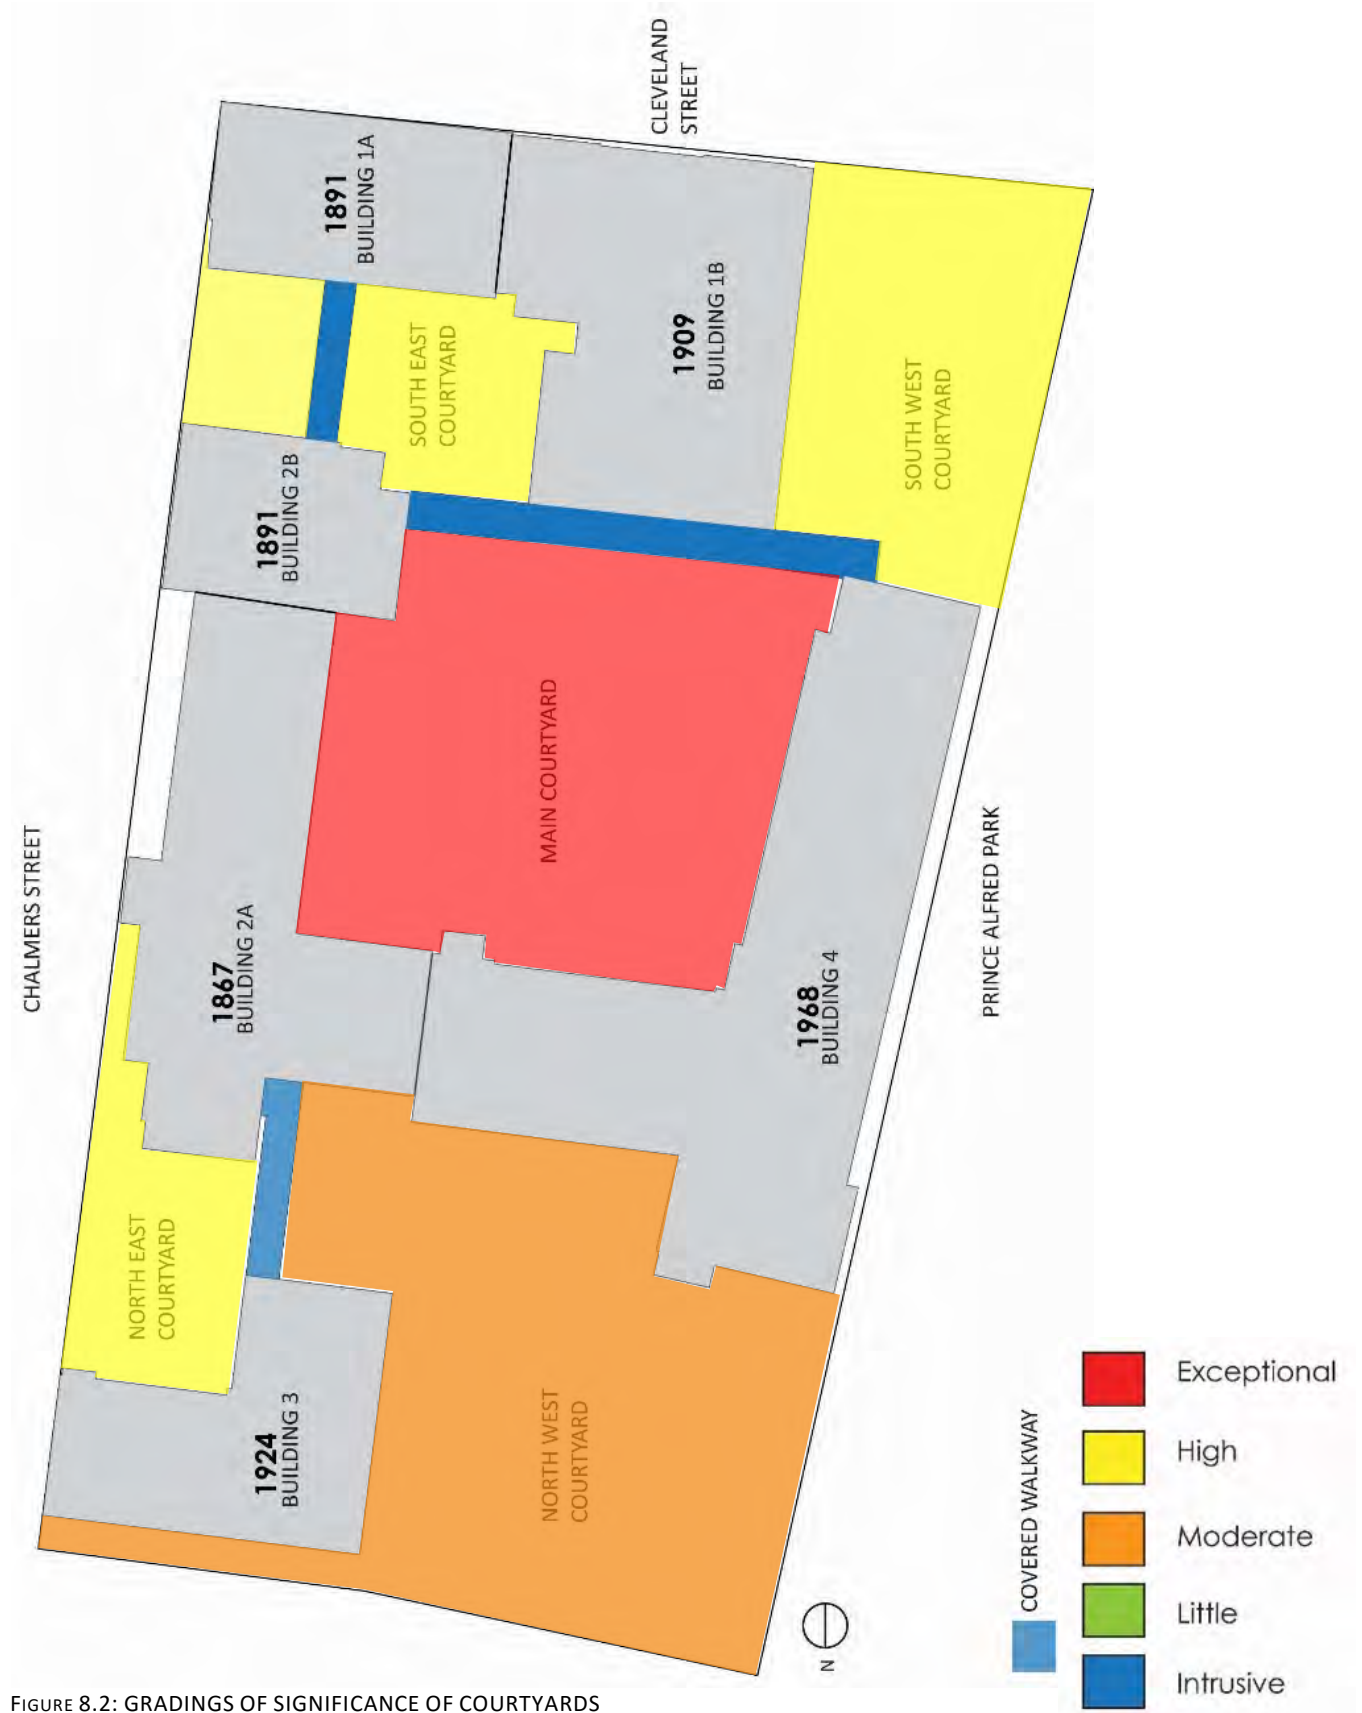 CLEVELAND
STREET
1891
BUILDING 1A
1909
BUILDING 1B
SOUTH EAST
COURTYARD
SOUTH WEST
COURTYARD
1891
BUILDING 2B
MAIN COURTYARD
CHALMERS STREET
1867
BUILDING 2A
PRINCE ALFRED PARK
1968
BUILDING 4
NORTH EAST
COURTYARD
1924
BUILDING 3
NORTH WEST
COURTYARD
N
COVERED WALKWAY
Exceptional
High
Moderate
Little
Intrusive
FIGURE 8.2: GRADINGS OF SIGNIFICANCE OF COURTYARDS